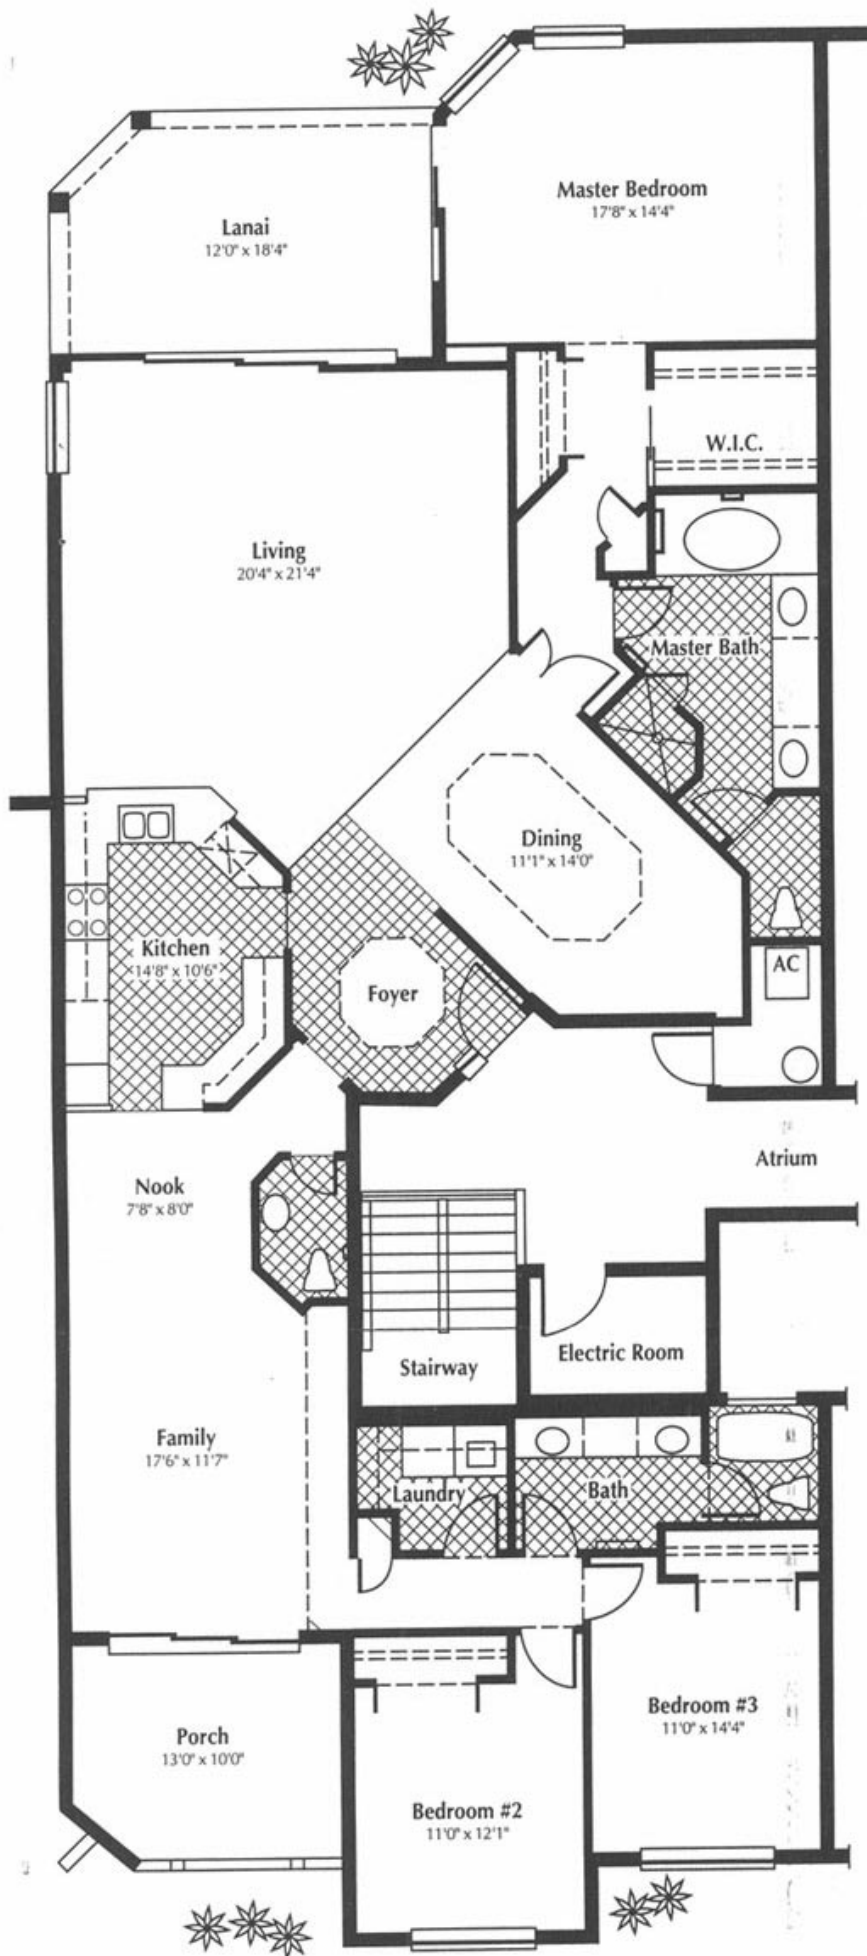 Master Bedroom
17'8" x 14'4"
Lanai
12'0" x 18'4"
W.I.C.
Living
20'4" x 21'4"
Master Bath
Dining
11'1" x 14'0"
Kitchen
14'8" x 10'6"
Foyer
AC
Atrium
Nook
7'8" x 8'0"
Stairway
Electric Room
Family
17'6" x 11'7"
Laundry
Bath
Bedroom #3
11'0" x 14'4"
Porch
13'0" x 10'0"
Bedroom #2
11'0" x 12'1"